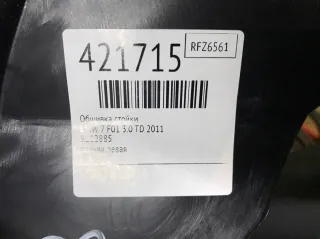 421715
RFZ6561
Обшивка стойки
7 F01 3.0 TD 2011
левая